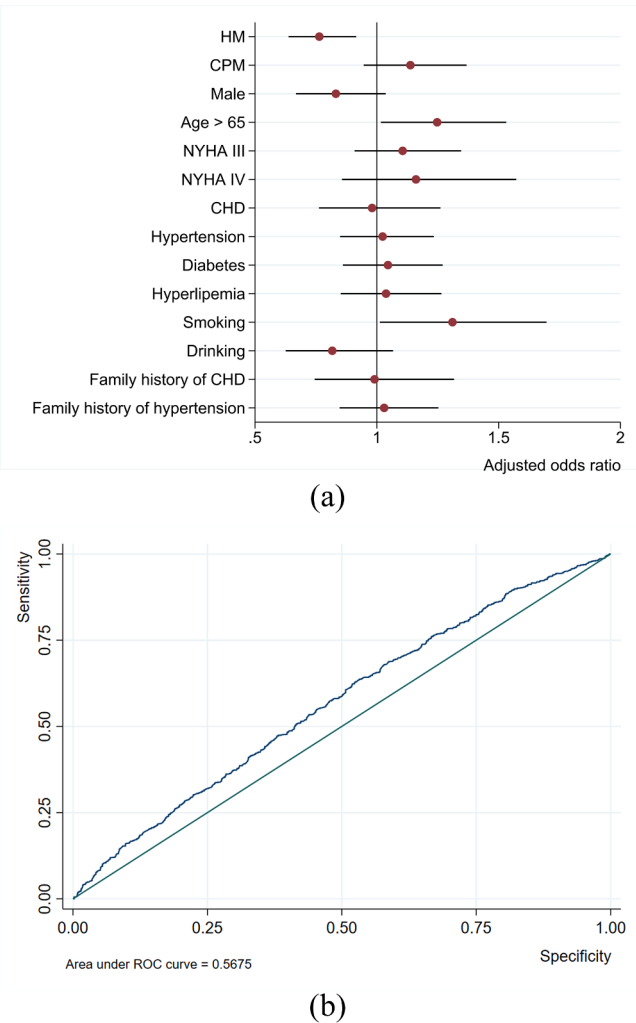 HM
CPM
Male
Age > 65
NYHA III
NYHA IV
CHD
Hypertension
Diabetes
Hyperlipemia
Smoking
Drinking
Family history of CHD
Family history of hypertension
.5 1 1.5 2
Adjusted odds ratio
(a)
Sensitivity
1.00
0.75
0.50
0.25
0.00
0.00 0.25 0.50 0.75 1.00
Specificity
Area under ROC curve = 0.5675
(b)